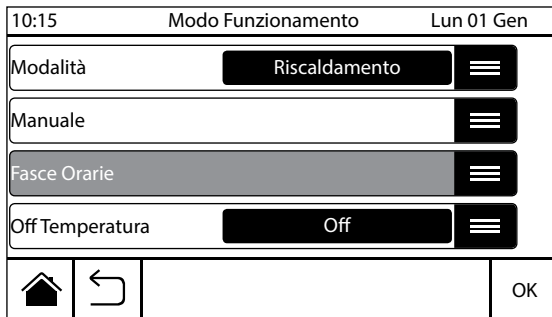 10:15 Modo Funzionamento Lun 01 Gen
Modalità Riscaldamento
Manuale
Fasce Orarie
Off Temperatura Off
OK